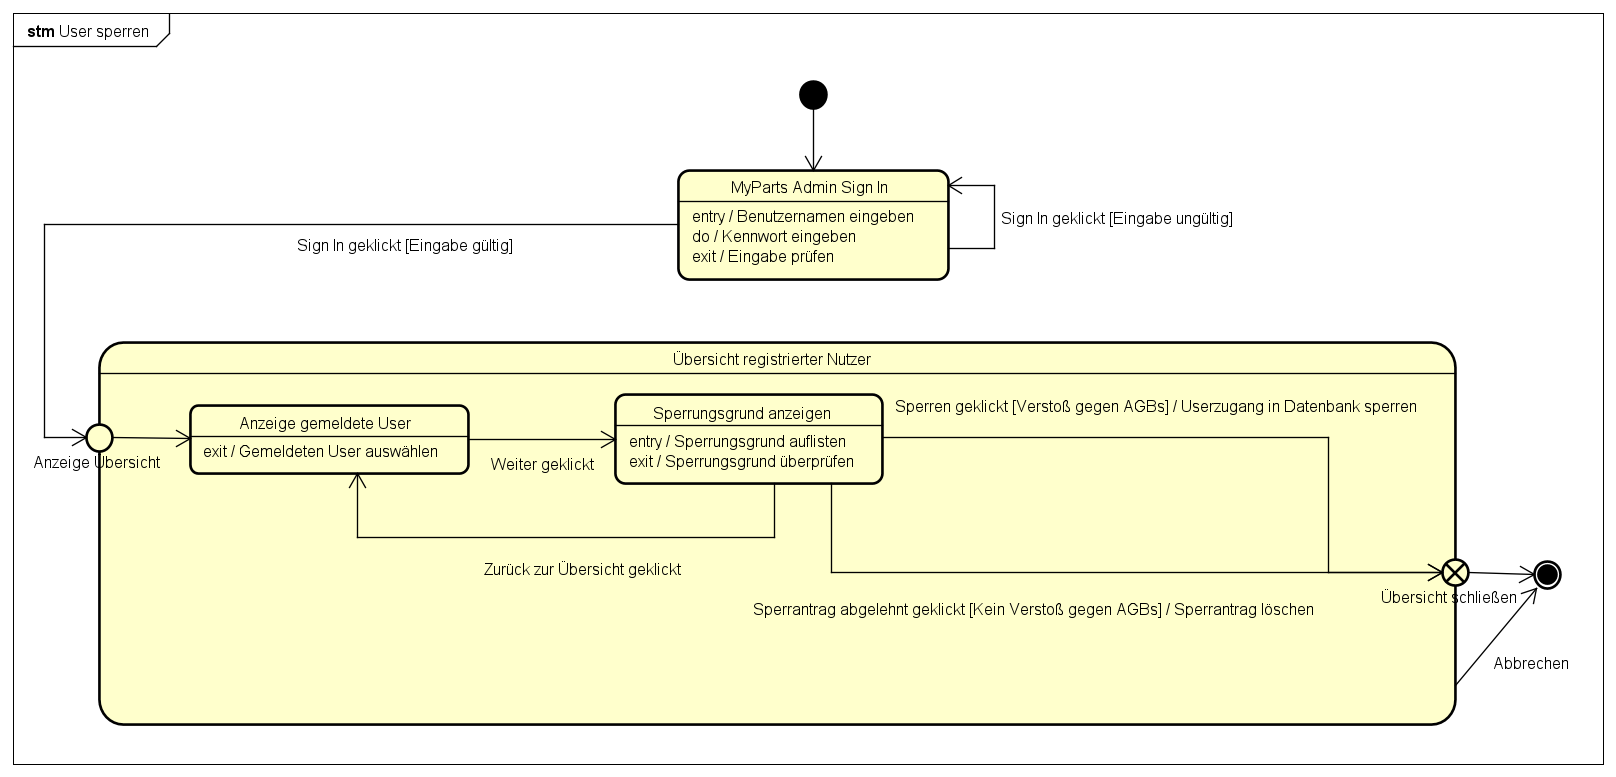 stm User sperren
MyParts Admin Sign In
entry / Benutzernamen eingeben
do / Kennwort eingeben
exit / Eingabe prüfen
Sign In geklickt [Eingabe ungültig]
Sign In geklickt [Eingabe gültig]
Übersicht registrierter Nutzer
Anzeige Übersicht
Anzeige gemeldete User
exit / Gemeldeten User auswählen
Weiter geklickt
Sperrungsgrund anzeigen
entry / Sperrungsgrund auflisten
exit / Sperrungsgrund überprüfen
Sperren geklickt [Verstoß gegen AGBs] / Userzugang in Datenbank sperren
Zurück zur Übersicht geklickt
Sperrantrag abgelehnt geklickt [Kein Verstoß gegen AGBs] / Sperrantrag löschen
Übersicht schließen
Abbrechen